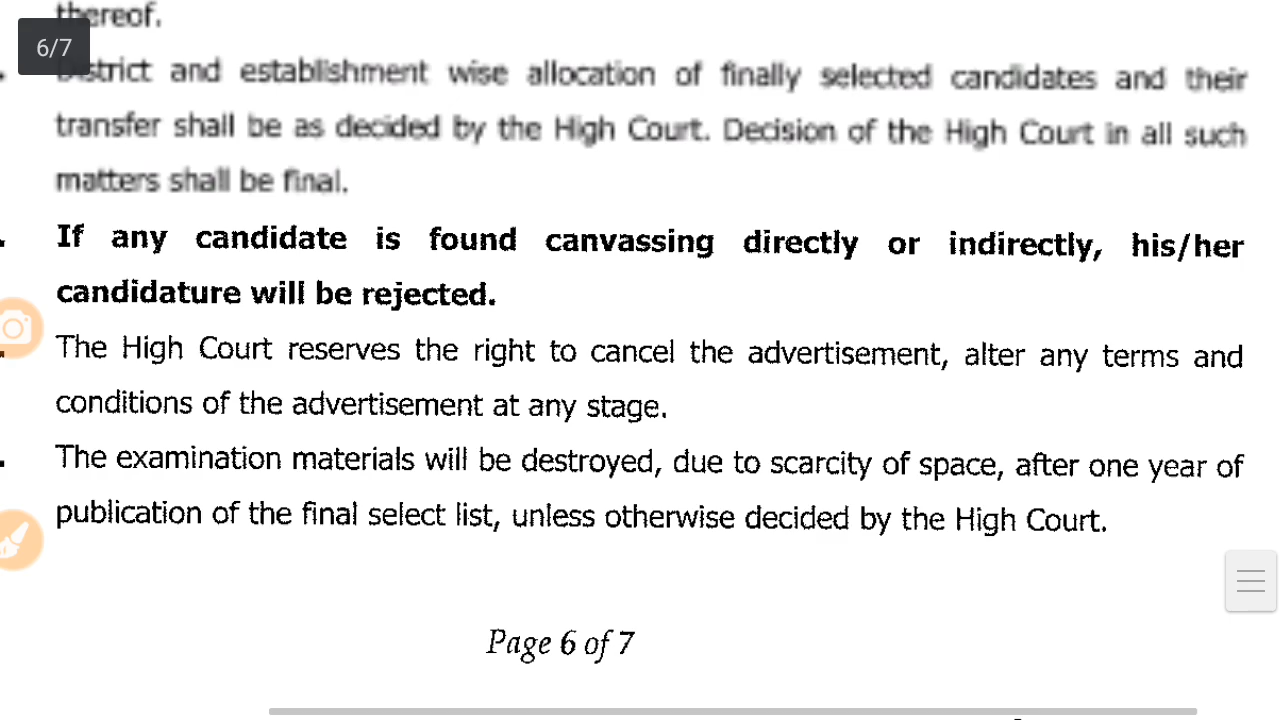 thereof.
6/7
District and establishment wise allocation of finally selected candidates and their
transfer shall be as decided by the High Court. Decision of the High Court in all such
matters shall be final.
If any candidate is found canvassing directly or indirectly, his/her
candidature will be rejected.
The High Court reserves the right to cancel the advertisement, alter any terms and
conditions of the advertisement at any stage.
The examination materials will be destroyed, due to scarcity of space, after one year of
publication of the final select list, unless otherwise decided by the High Court.
Page 6 of 7